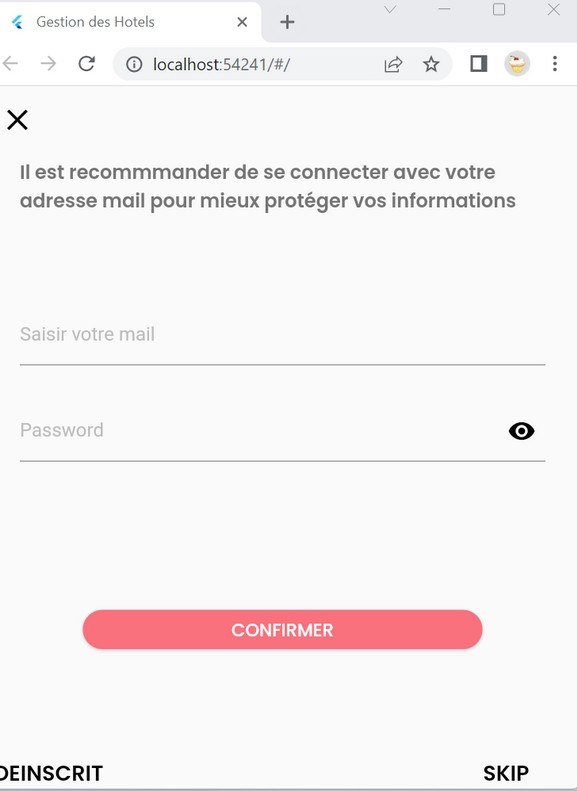 Gestion des Hotels
localhost:54241/#/
Il est recommmander de se connecter avec votre
adresse mail pour mieux protéger vos informations
Saisir votre mail
Password
CONFIRMER
DEINSCRIT
SKIP